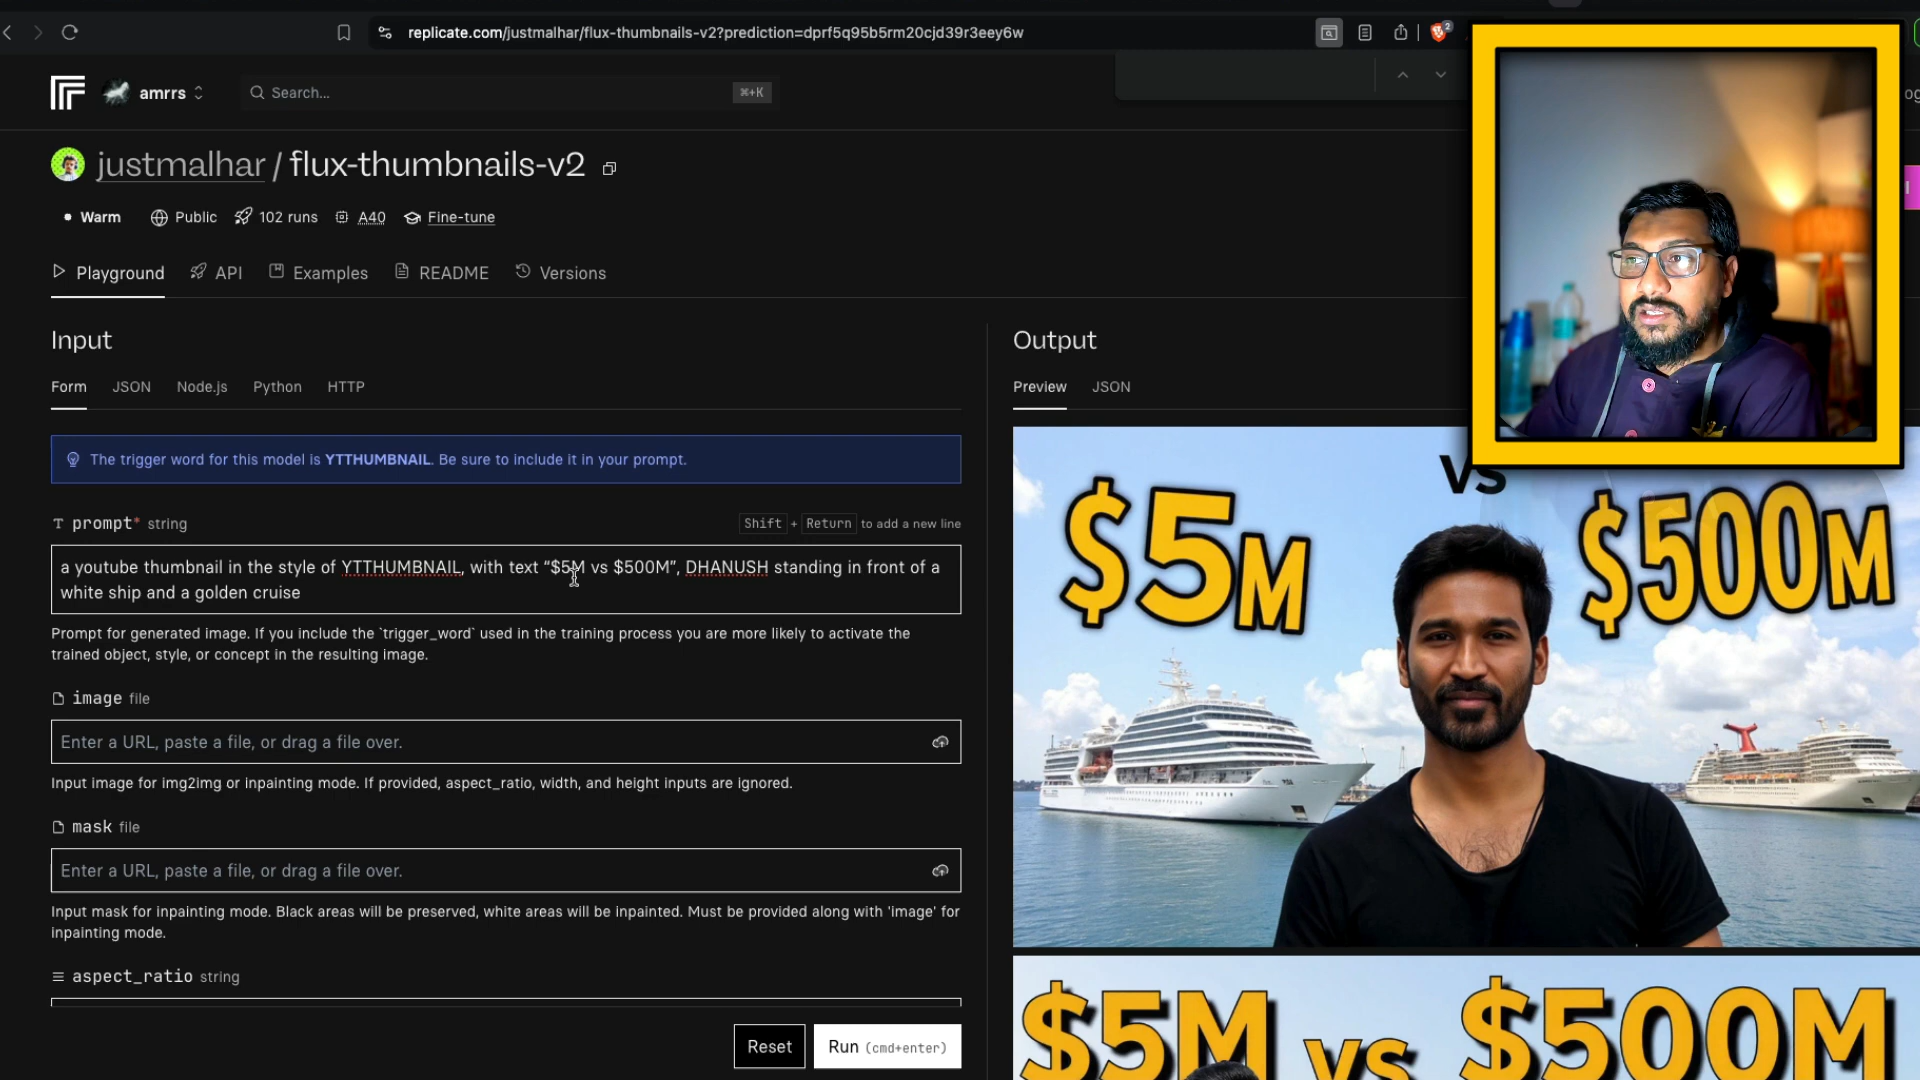 replicate.com/justmalhar/flux-thumbnails-v2?prediction=dprf5q95b5rm20cjd39r3eey6w
2
amrrs
Search...
⌘+K
justmalhar / flux-thumbnails-v2
Warm
Public
102 runs
A40
Fine-tune
Playground
API
Examples
README
Versions
Input
Form
JSON
Node.js
Python
HTTP
The trigger word for this model is YTTHUMBNAIL. Be sure to include it in your prompt.
prompt* string
Shift + Return to add a new line
a youtube thumbnail in the style of YTTHUMBNAIL, with text “$5M vs $500M”, DHANUSH standing in front of a
white ship and a golden cruise
Prompt for generated image. If you include the `trigger_word` used in the training process you are more likely to activate the
trained object, style, or concept in the resulting image.
image file
Enter a URL, paste a file, or drag a file over.
Input image for img2img or inpainting mode. If provided, aspect_ratio, width, and height inputs are ignored.
mask file
Enter a URL, paste a file, or drag a file over.
Input mask for inpainting mode. Black areas will be preserved, white areas will be inpainted. Must be provided along with 'image' for
inpainting mode.
aspect_ratio string
Reset
Run (cmd+enter)
Output
Preview
JSON
vs
$5M
$500M
$5M vs $500M